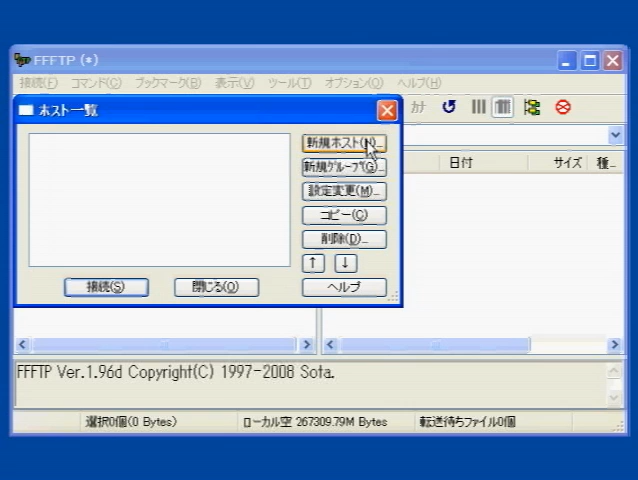 FFFTP (*)
接続(F) コマンド(C) ブックマーク(B) 表示(V) ツール(T) オプション(O) ヘルプ(H)
ホスト一覧
新規ホスト(N)...
新規グループ(G)...
設定変更(M)...
コピー(C)
削除(D)...
↑ ↓
接続(S) 閉じる(O) ヘルプ
日付 サイズ 種...
FFFTP Ver.1.96d Copyright(C) 1997-2008 Sota.
選択0個(0 Bytes) ローカル空 267309.79M Bytes 転送待ちファイル0個